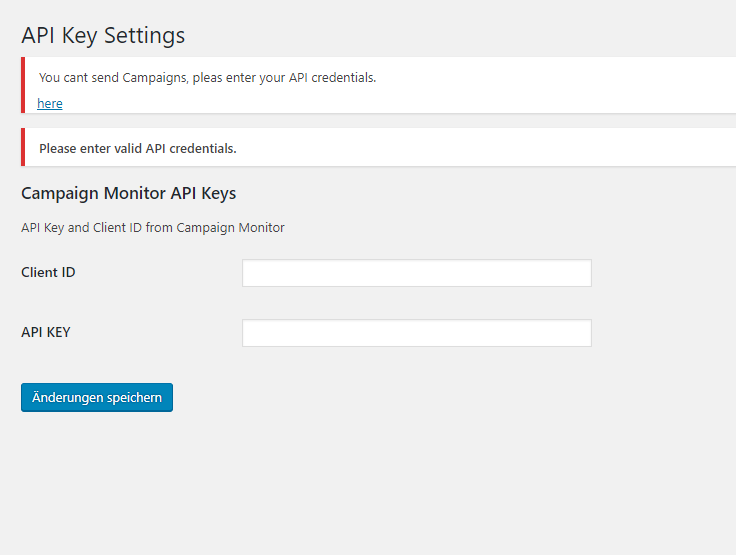 API Key Settings
You cant send Campaigns, pleas enter your API credentials.
here
Please enter valid API credentials.
Campaign Monitor API Keys
API Key and Client ID from Campaign Monitor
Client ID
API KEY
Änderungen speichern